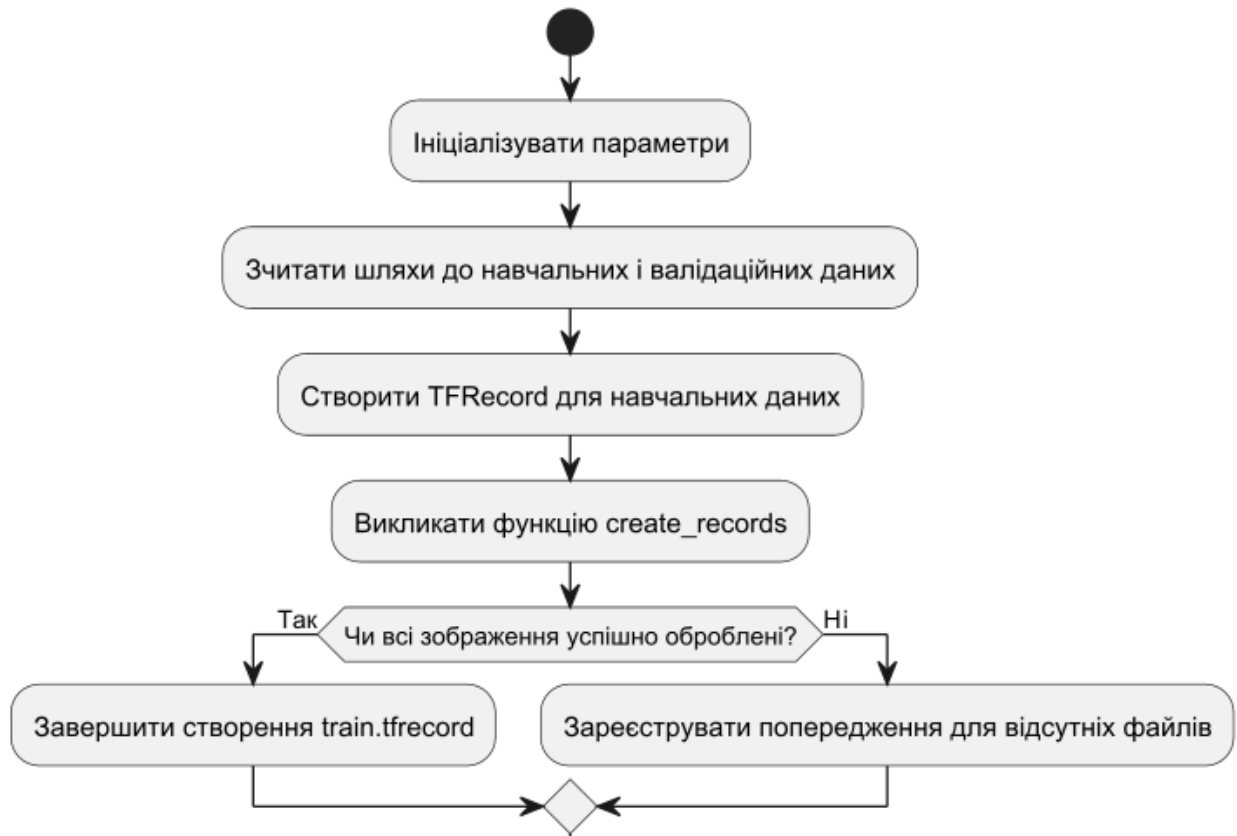 Ініціалізувати параметри
Зчитати шляхи до навчальних і валідаційних даних
Створити TFRecord для навчальних даних
Викликати функцію create_records
Так
Чи всі зображення успішно оброблені?
Ні
Завершити створення train.tfrecord
Зареєструвати попередження для відсутніх файлів